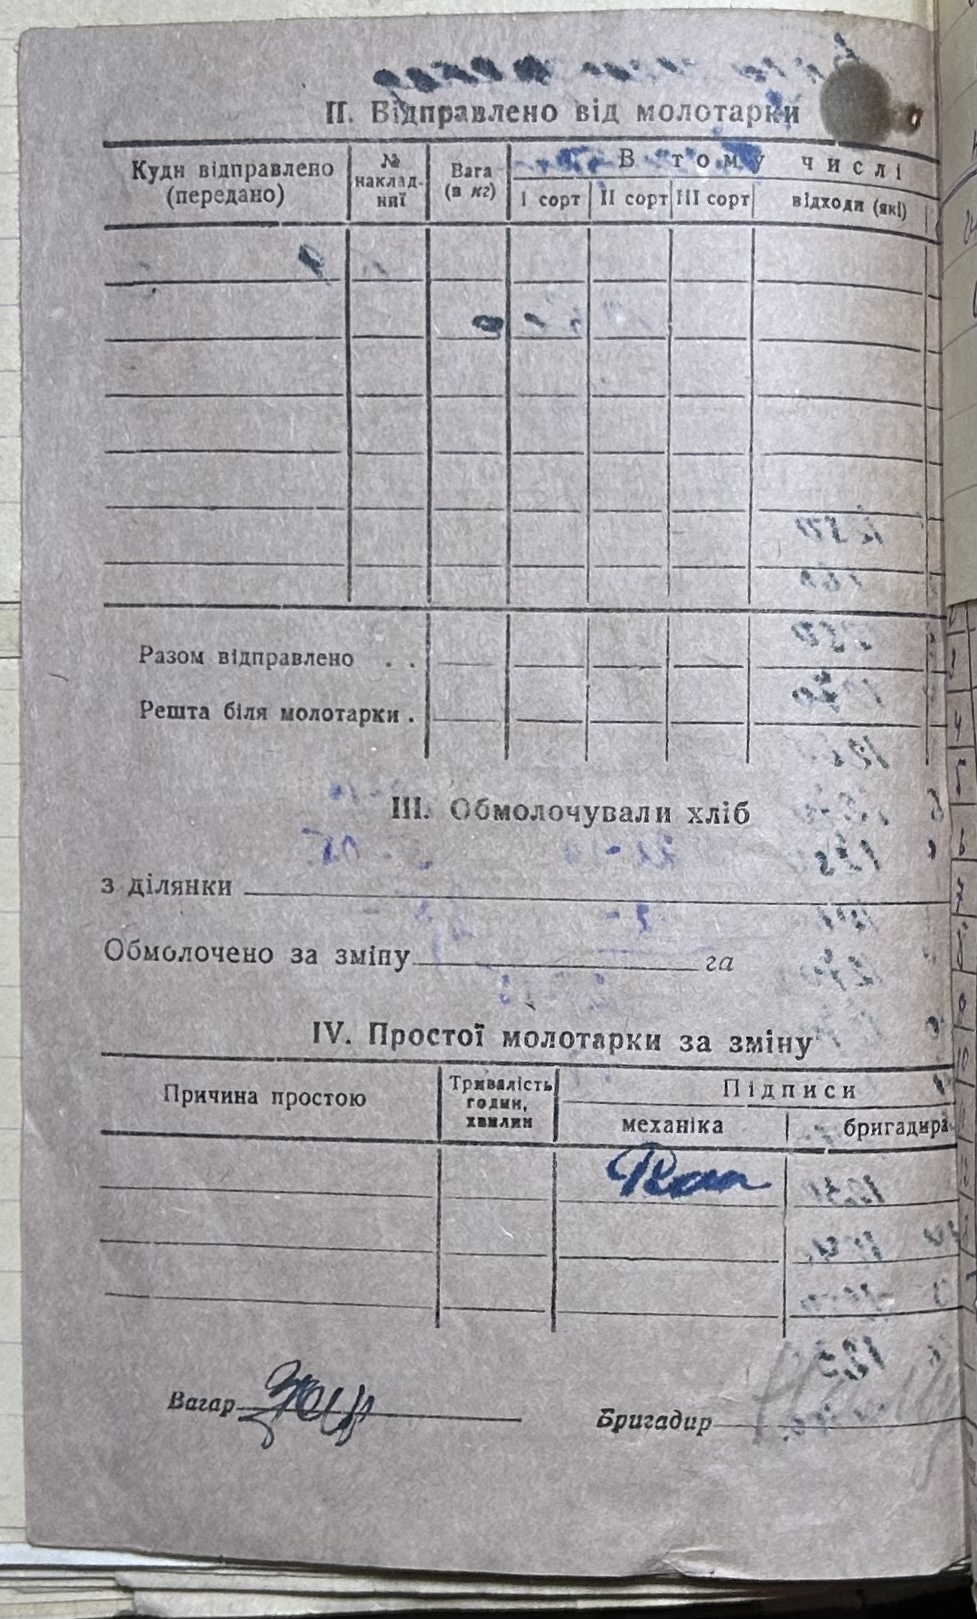 II. Відправлено від молотарки
Куди відправлено (передано)
№ наклад-ної
Вага (в кг)
В тому числі
I сорт
II сорт
III сорт
відходи (які)
Разом відправлено . .
Решта біля молотарки .
III. Обмолочували хліб
з ділянки
Обмолочено за зміну га
IV. Простої молотарки за зміну
Причина простою
Тривалість годин, хвилин
Підписи
механіка
бригадира
Вагар
Бригадир